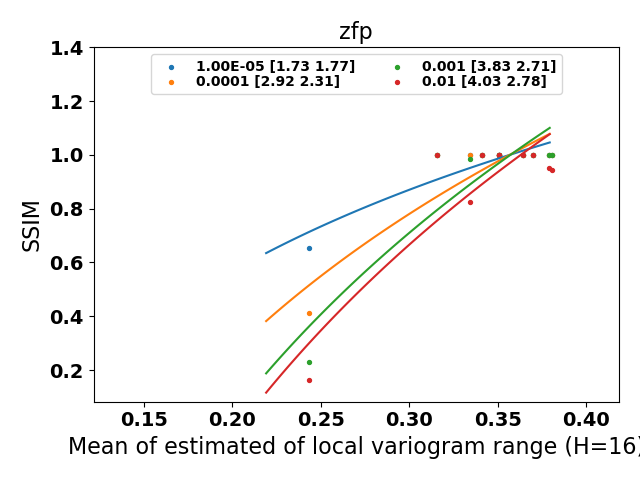 zfp
1.4
1.00E-05 [1.73 1.77]
0.0001 [2.92 2.31]
0.001 [3.83 2.71]
0.01 [4.03 2.78]
1.2
1.0
0.8
0.6
0.4
0.2
SSIM
0.15 0.20 0.25 0.30 0.35 0.40
Mean of estimated of local variogram range (H=16)